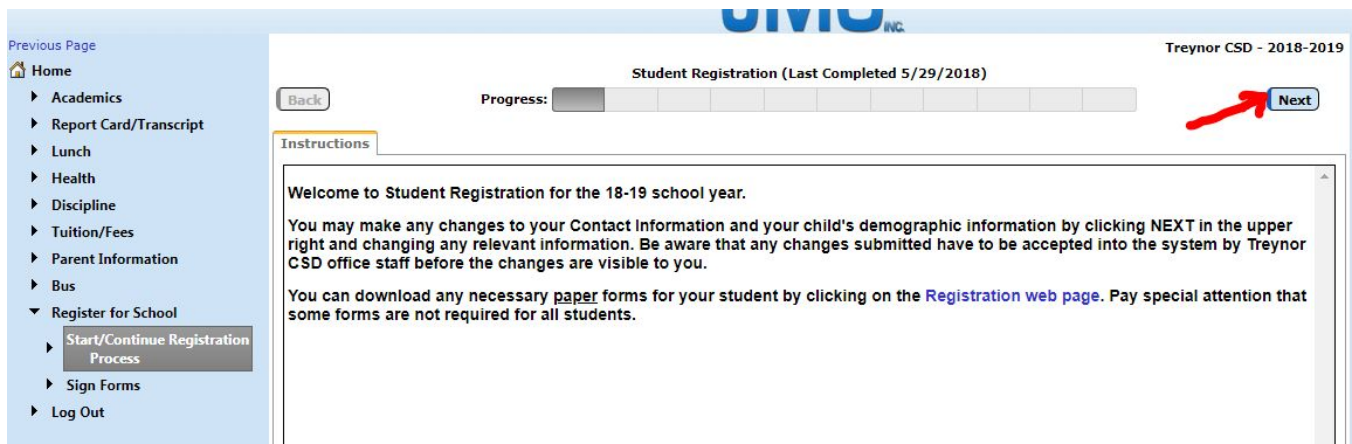 INC.
Previous Page
Treynor CSD - 2018-2019
Home
Student Registration (Last Completed 5/29/2018)
Academics
Back
Progress:
Next
Report Card/Transcript
Lunch
Instructions
Health
Discipline
Tuition/Fees
Parent Information
Bus
Register for School
Start/Continue Registration
Process
Sign Forms
Log Out
Welcome to Student Registration for the 18-19 school year.
You may make any changes to your Contact Information and your child's demographic information by clicking NEXT in the upper
right and changing any relevant information. Be aware that any changes submitted have to be accepted into the system by Treynor
CSD office staff before the changes are visible to you.
You can download any necessary paper forms for your student by clicking on the Registration web page. Pay special attention that
some forms are not required for all students.